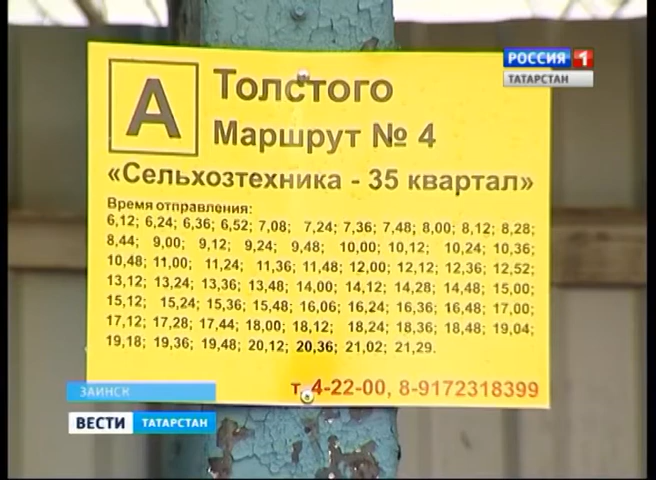 РОССИЯ 1
ТАТАРСТАН
А
Толстого
Маршрут № 4
«Сельхозтехника - 35 квартал»
Время отправления:
6,12; 6,24; 6,36; 6,52; 7,08; 7,24; 7,36; 7,48; 8,00; 8,12; 8,28;
8,44; 9,00; 9,12; 9,24; 9,48; 10,00; 10,12; 10,24; 10,36;
10,48; 11,00; 11,24; 11,36; 11,48; 12,00; 12,12; 12,36; 12,52;
13,12; 13,24; 13,36; 13,48; 14,00; 14,12; 14,28; 14,48; 15,00;
15,12; 15,24; 15,36; 15,48; 16,06; 16,24; 16,36; 16,48; 17,00;
17,12; 17,28; 17,44; 18,00; 18,12; 18,24; 18,36; 18,48; 19,04;
19,18; 19,36; 19,48; 20,12; 20,36; 21,02; 21,29.
т. 4-22-00, 8-9172318399
ЗАИНСК
ВЕСТИ ТАТАРСТАН